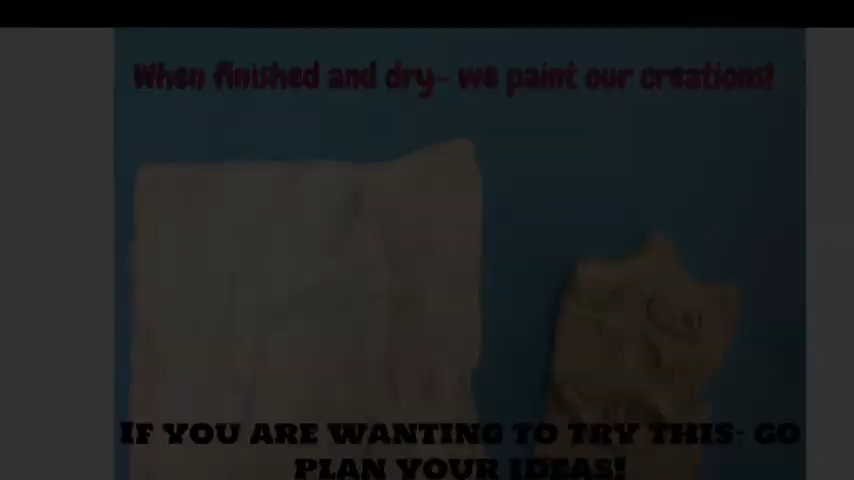 When finished and dry- we paint our creations!
IF YOU ARE WANTING TO TRY THIS- GO
PLAN YOUR IDEAS!